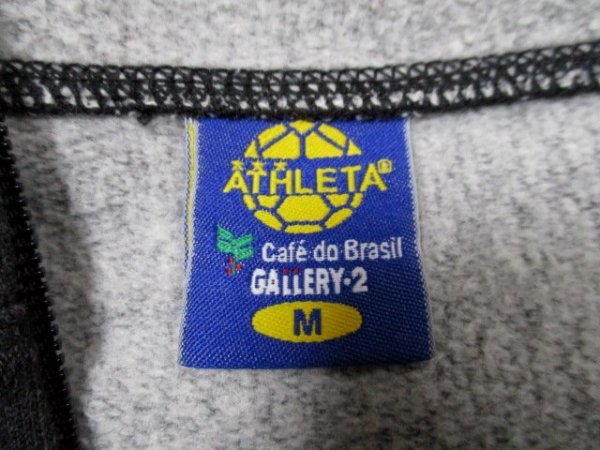 ATHLETA®
Café do Brasil
GALLERY·2
M